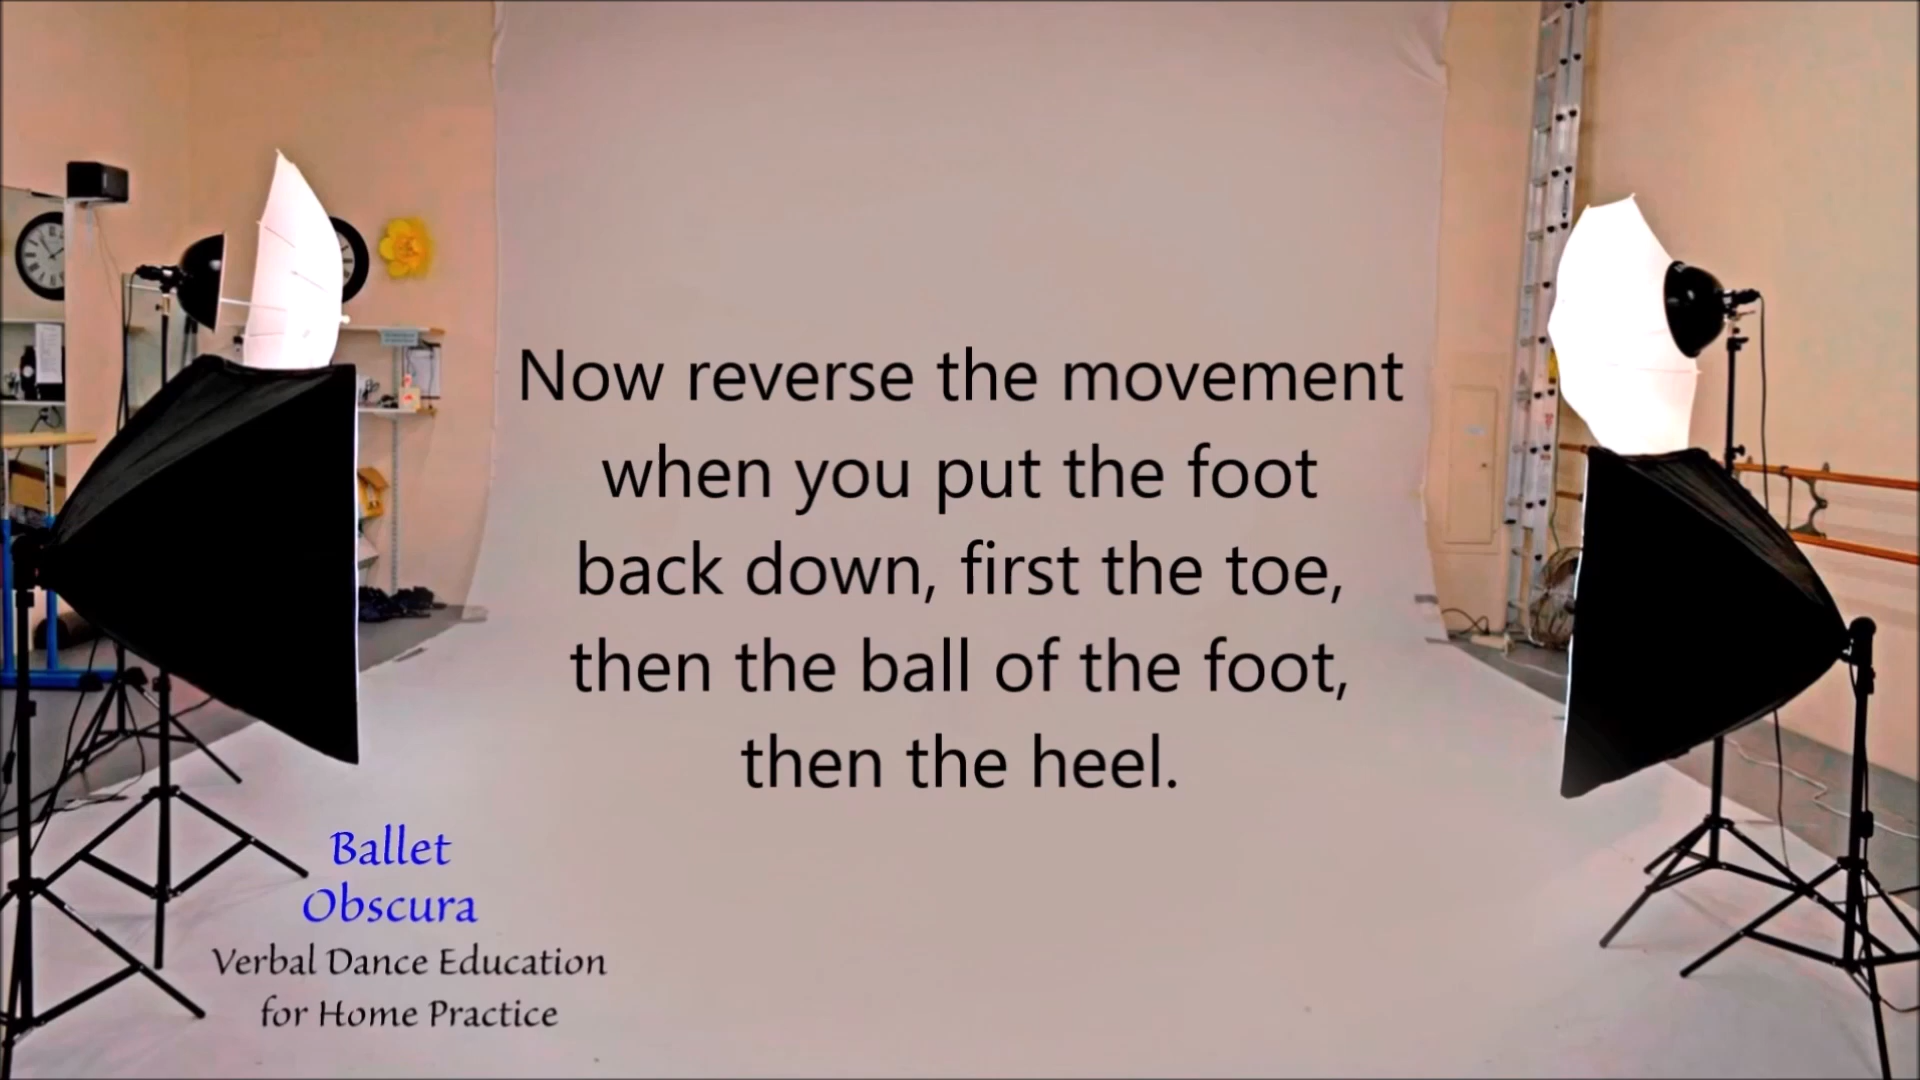 Now reverse the movement
when you put the foot
back down, first the toe,
then the ball of the foot,
then the heel.
Ballet
Obscura
Verbal Dance Education
for Home Practice